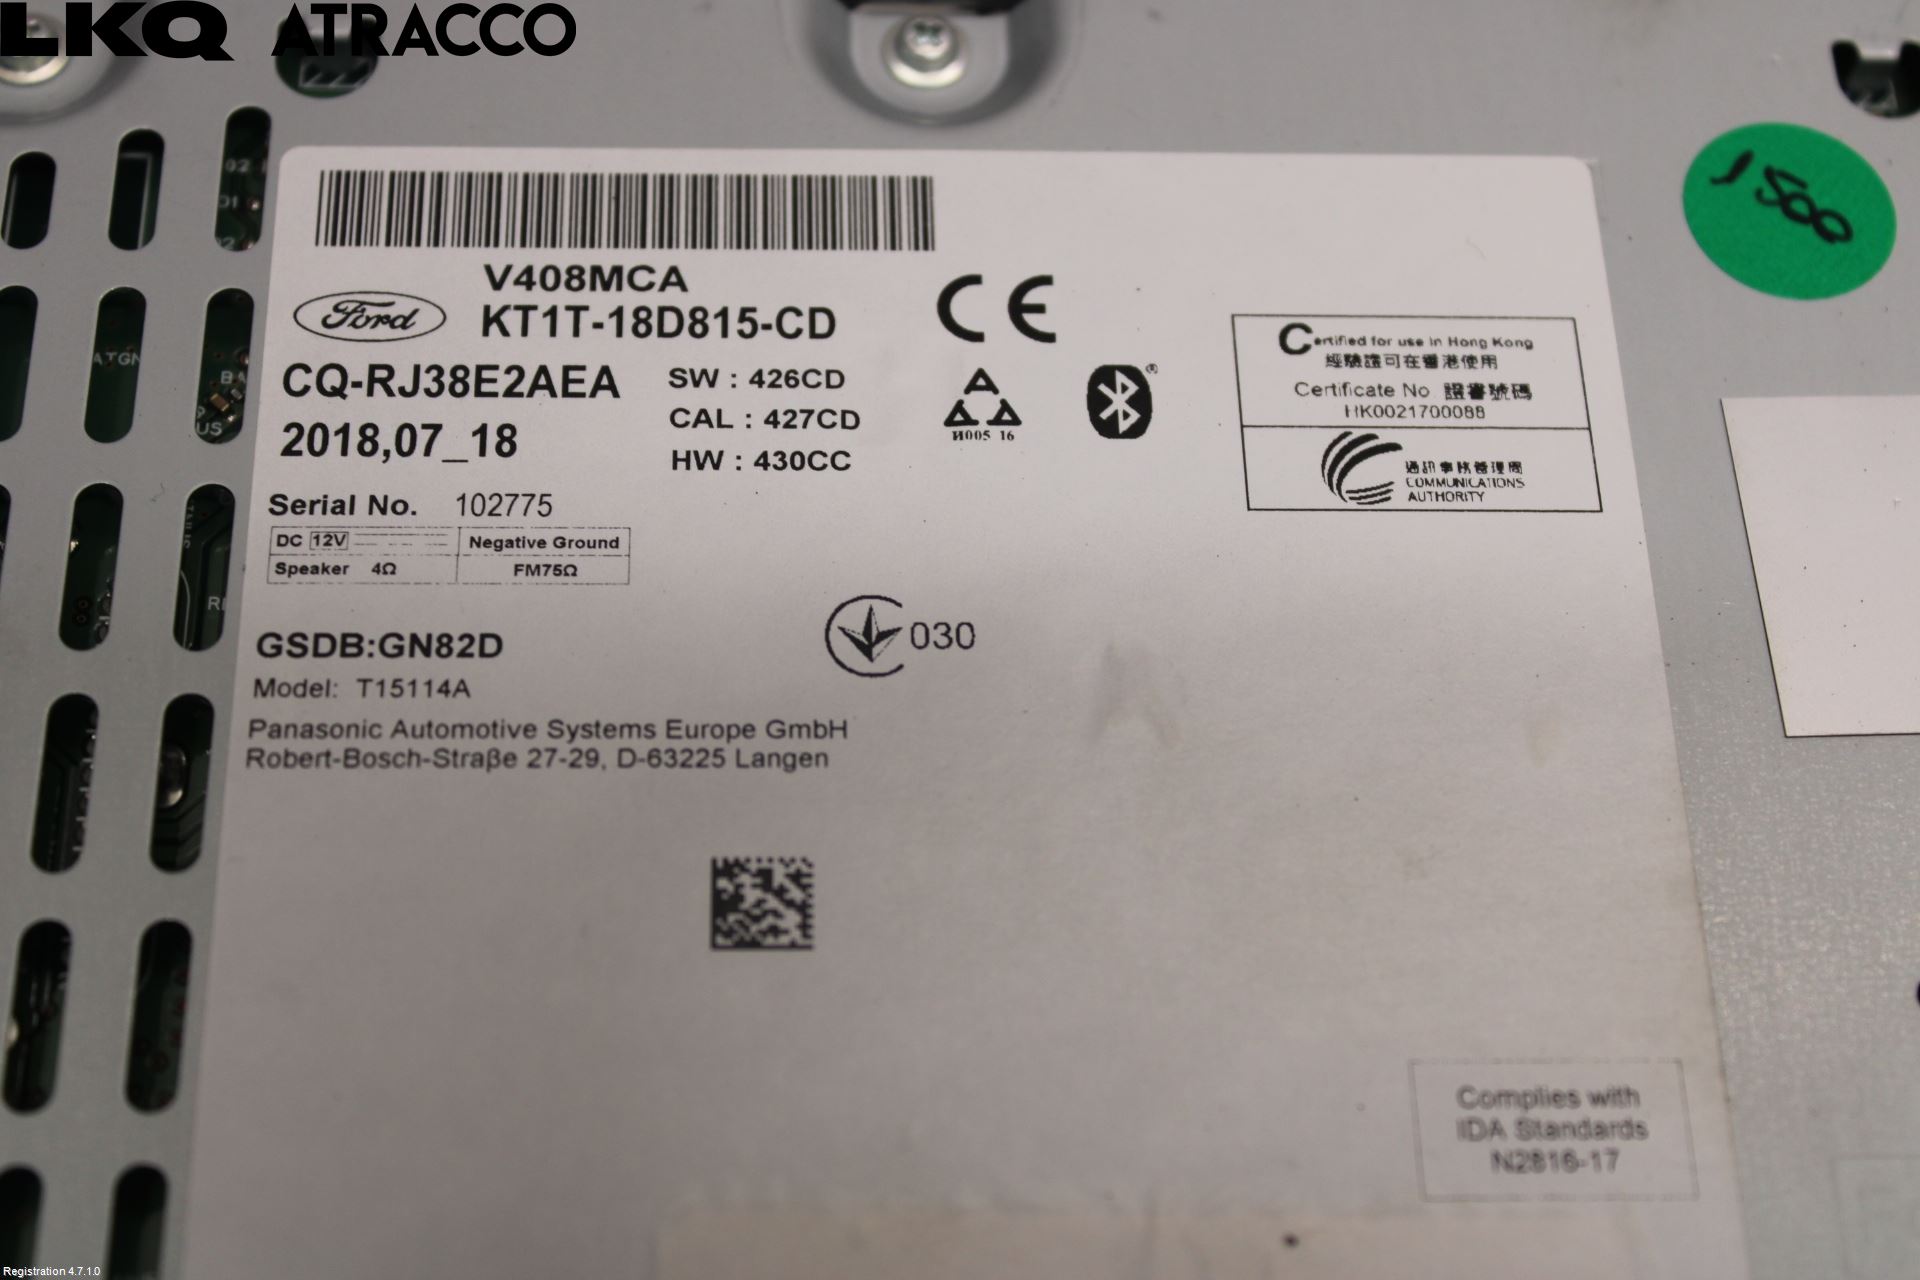 LKQ ATRACCO
1500
V408MCA
Ford
KT1T-18D815-CD
CQ-RJ38E2AEA
2018,07_18
SW : 426CD
CAL : 427CD
HW : 430CC
И005 16
Certified for use in Hong Kong
經驗證可在香港使用
Certificate No 證書號碼
HK0021700088
通訊事務管理局
COMMUNICATIONS
AUTHORITY
Serial No. 102775
DC 12V Negative Ground
Speaker 4Ω FM75Ω
030
GSDB:GN82D
Model: T15114A
Panasonic Automotive Systems Europe GmbH
Robert-Bosch-Straße 27-29, D-63225 Langen
Complies with
IDA Standards
N2816-17
Registration 4.7.1.0